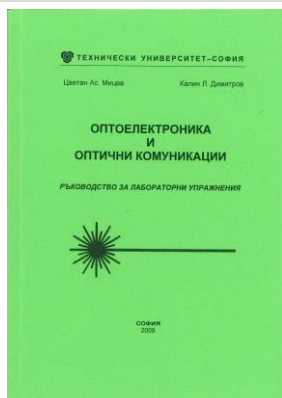 ТЕХНИЧЕСКИ УНИВЕРСИТЕТ–СОФИЯ
Цветан Ас. Мицев Калин Л. Димитров
ОПТОЕЛЕКТРОНИКА
И
ОПТИЧНИ КОМУНИКАЦИИ
РЪКОВОДСТВО ЗА ЛАБОРАТОРНИ УПРАЖНЕНИЯ
СОФИЯ
2009